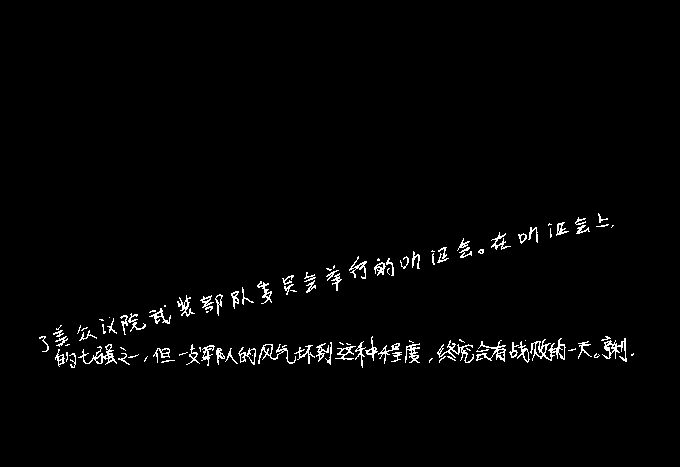 了美众议院武装部队委员会举行的听证会。在听证会上,
的七强之一,但一支军队的风气坏到这种程度,终究会有战败的一天。郭利.